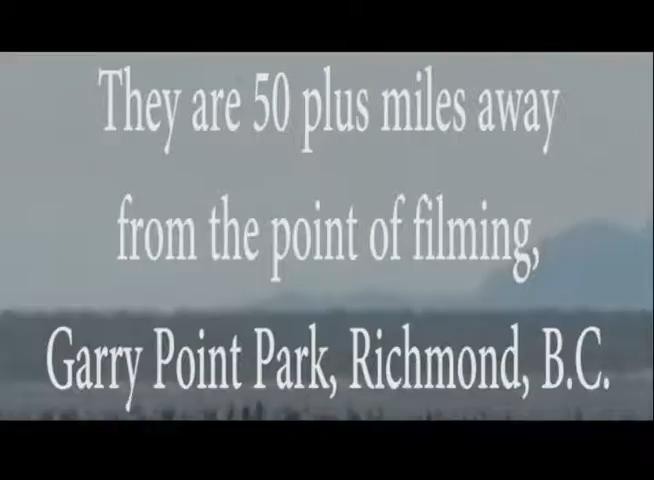 They are 50 plus miles away
from the point of filming,
Garry Point Park, Richmond, B.C.